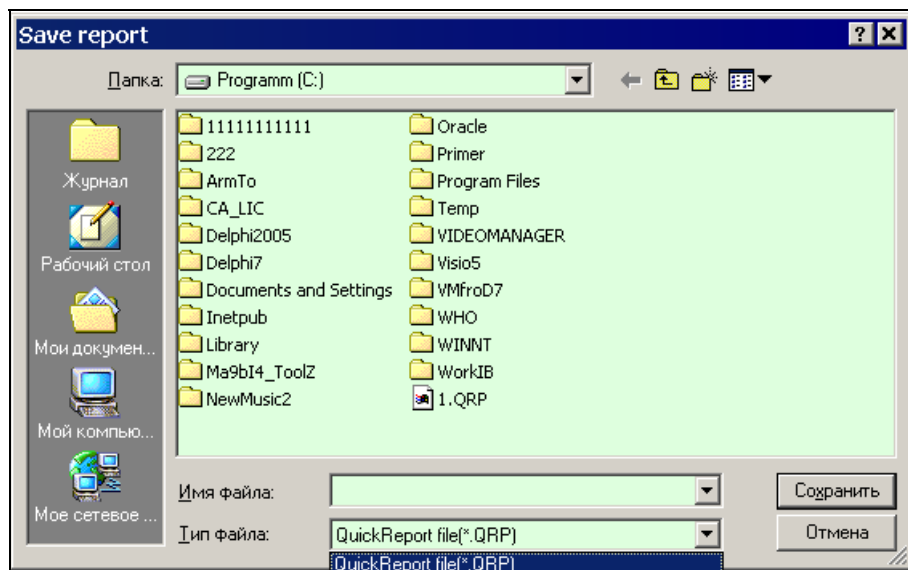 Save report
Папка:
Programm (C:)
Журнал
Рабочий стол
Мои докумен...
Мой компью...
Мое сетевое ...
11111111111
222
ArmTo
CA_LIC
Delphi2005
Delphi7
Documents and Settings
Inetpub
Library
Ma9bI4_ToolZ
NewMusic2
Oracle
Primer
Program Files
Temp
VIDEOMANAGER
Visio5
VMfroD7
WHO
WINNT
WorkIB
1.QRP
Имя файла:
Сохранить
Тип файла:
QuickReport file(*.QRP)
Отмена
QuickReport file(*.QRP)